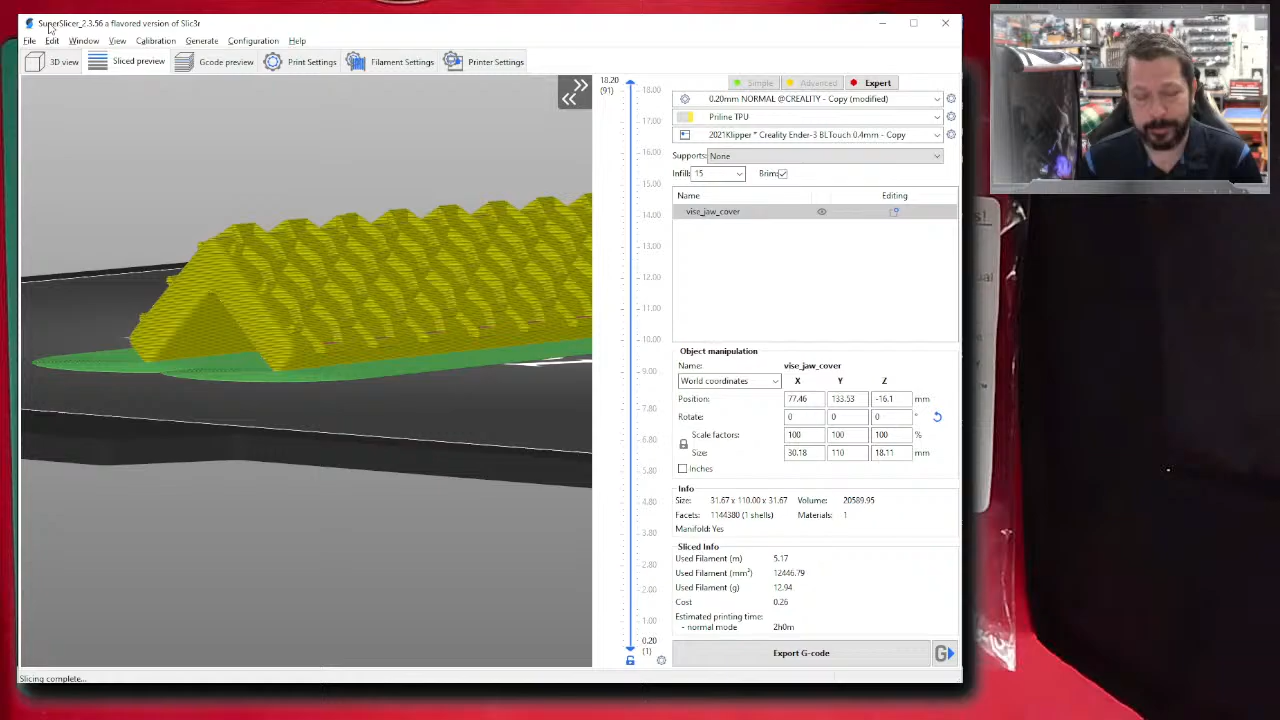 SuperSlicer_2.3.56 a flavored version of Slic3r
File Edit Window View Calibration Generate Configuration Help
3D view Sliced preview Gcode preview Print Settings Filament Settings Printer Settings
18.20
(91)
18.00
17.00
16.00
15.00
14.00
13.00
12.00
11.00
10.00
9.00
7.80
6.80
5.80
4.80
3.80
2.80
2.00
1.00
0.20
(1)
Simple Advanced Expert
0.20mm NORMAL @CREALITY - Copy (modified)
Priline TPU
2021Klipper * Creality Ender-3 BLTouch 0.4mm - Copy
Supports: None
Infill: 15 Brim:
Name Editing
vise_jaw_cover
Object manipulation
Name: vise_jaw_cover
World coordinates X Y Z
Position: 77.46 133.53 -16.1 mm
Rotate: 0 0 0 °
Scale factors: 100 100 100 %
Size: 30.18 110 18.11 mm
Inches
Info
Size: 31.67 x 110.00 x 31.67 Volume: 20589.95
Facets: 1144380 (1 shells) Materials: 1
Manifold: Yes
Sliced Info
Used Filament (m) 5.17
Used Filament (mm³) 12446.79
Used Filament (g) 12.94
Cost 0.26
Estimated printing time:
- normal mode 2h0m
Export G-code
G
Slicing complete...